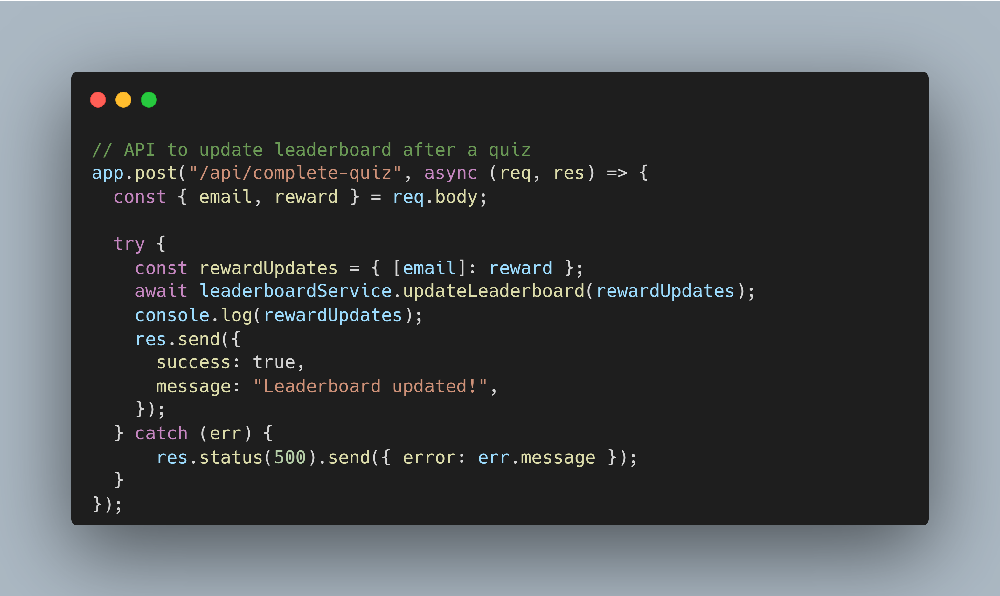 // API to update leaderboard after a quiz
app.post("/api/complete-quiz", async (req, res) => {
  const { email, reward } = req.body;

  try {
    const rewardUpdates = { [email]: reward };
    await leaderboardService.updateLeaderboard(rewardUpdates);
    console.log(rewardUpdates);
    res.send({
      success: true,
      message: "Leaderboard updated!",
    });
  } catch (err) {
      res.status(500).send({ error: err.message });
  }
});